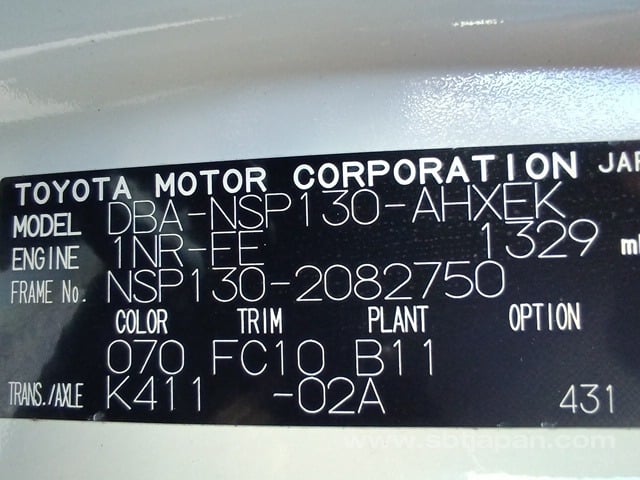 TOYOTA MOTOR CORPORATION JAP
MODEL DBA-NSP130-AHXEK
ENGINE 1NR-FE 1329 m
FRAME No. NSP130-2082750
COLOR TRIM PLANT OPTION
070 FC10 B11
TRANS./AXLE K411 -02A 431
www.sbtjapan.com